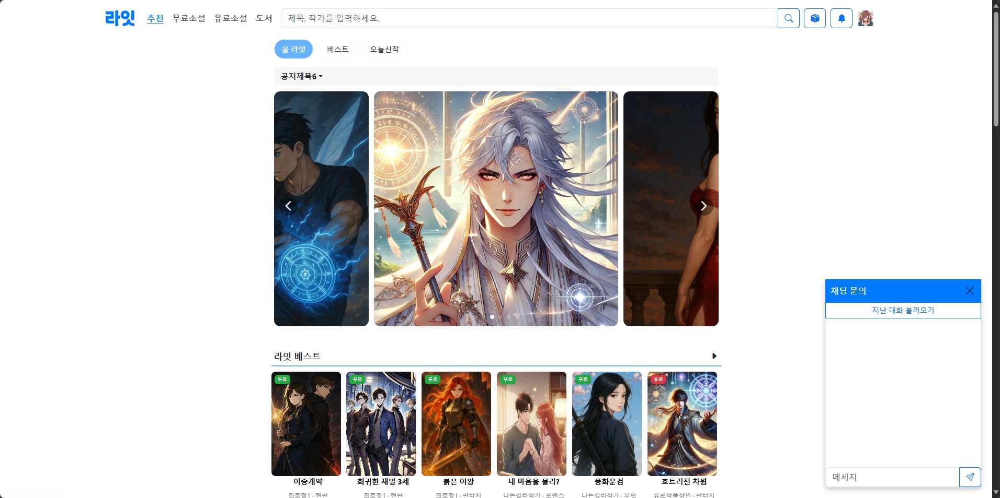 라잇
추천 무료소설 유료소설 도서
제목, 작가를 입력하세요.
올 라잇 베스트 오늘신작
공지제목6
라잇 베스트
무료 무료 무료 무료 무료 유료
이중계약 회귀한 재벌 3세 붉은 여왕 내 마음을 몰라? 풍화운검 흐트러진 차원
최호철1 · 현판 최호철1 · 현판 최호철1 · 판타지 나는킬러작가 · 로맨스 나는킬러작가 · 무협 유료작품장인 · 판타지
채팅 문의
지난 대화 불러오기
메세지